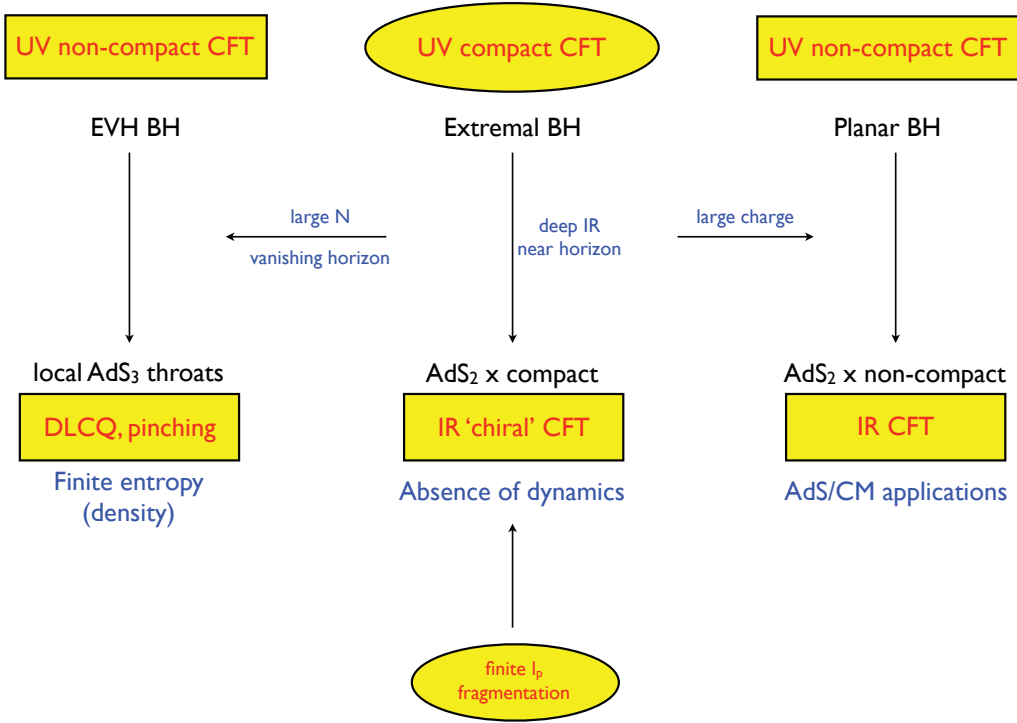 UV non-compact CFT
UV compact CFT
UV non-compact CFT
EVH BH
Extremal BH
Planar BH
large N
vanishing horizon
deep IR
near horizon
large charge
local AdS₃ throats
AdS₂ x compact
AdS₂ x non-compact
DLCQ, pinching
IR ‘chiral’ CFT
IR CFT
Finite entropy
(density)
Absence of dynamics
AdS/CM applications
finite lₚ
fragmentation